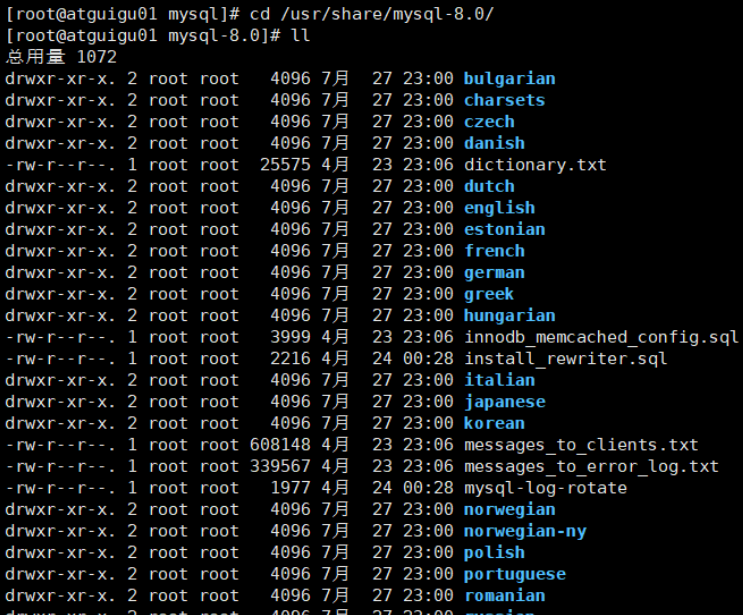 [root@atguigu01 mysql]# cd /usr/share/mysql-8.0/
[root@atguigu01 mysql-8.0]# ll
总用量 1072
drwxr-xr-x. 2 root root   4096 7月  27 23:00 bulgarian
drwxr-xr-x. 2 root root   4096 7月  27 23:00 charsets
drwxr-xr-x. 2 root root   4096 7月  27 23:00 czech
drwxr-xr-x. 2 root root   4096 7月  27 23:00 danish
-rw-r--r--. 1 root root  25575 4月  23 23:06 dictionary.txt
drwxr-xr-x. 2 root root   4096 7月  27 23:00 dutch
drwxr-xr-x. 2 root root   4096 7月  27 23:00 english
drwxr-xr-x. 2 root root   4096 7月  27 23:00 estonian
drwxr-xr-x. 2 root root   4096 7月  27 23:00 french
drwxr-xr-x. 2 root root   4096 7月  27 23:00 german
drwxr-xr-x. 2 root root   4096 7月  27 23:00 greek
drwxr-xr-x. 2 root root   4096 7月  27 23:00 hungarian
-rw-r--r--. 1 root root   3999 4月  23 23:06 innodb_memcached_config.sql
-rw-r--r--. 1 root root   2216 4月  24 00:28 install_rewriter.sql
drwxr-xr-x. 2 root root   4096 7月  27 23:00 italian
drwxr-xr-x. 2 root root   4096 7月  27 23:00 japanese
drwxr-xr-x. 2 root root   4096 7月  27 23:00 korean
-rw-r--r--. 1 root root 608148 4月  23 23:06 messages_to_clients.txt
-rw-r--r--. 1 root root 339567 4月  23 23:06 messages_to_error_log.txt
-rw-r--r--. 1 root root   1977 4月  24 00:28 mysql-log-rotate
drwxr-xr-x. 2 root root   4096 7月  27 23:00 norwegian
drwxr-xr-x. 2 root root   4096 7月  27 23:00 norwegian-ny
drwxr-xr-x. 2 root root   4096 7月  27 23:00 polish
drwxr-xr-x. 2 root root   4096 7月  27 23:00 portuguese
drwxr-xr-x. 2 root root   4096 7月  27 23:00 romanian